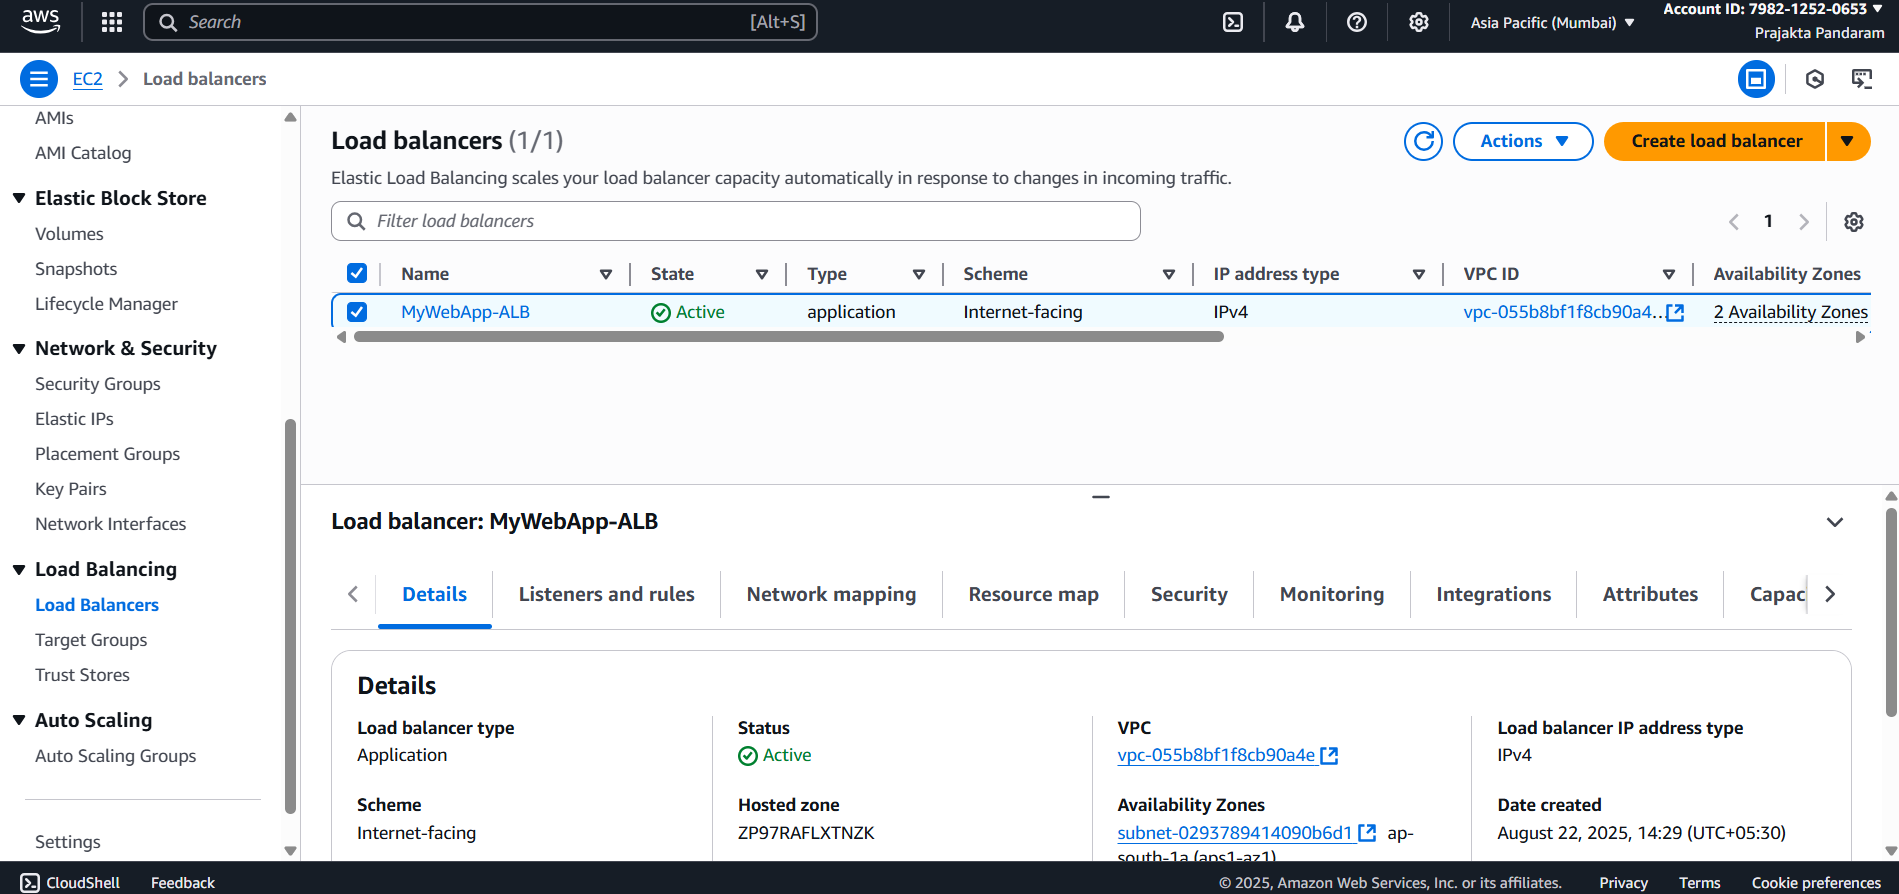 aws
Search [Alt+S]
Asia Pacific (Mumbai)
Account ID: 7982-1252-0653
Prajakta Pandaram
EC2 Load balancers
AMIs
AMI Catalog
Elastic Block Store
Volumes
Snapshots
Lifecycle Manager
Network & Security
Security Groups
Elastic IPs
Placement Groups
Key Pairs
Network Interfaces
Load Balancing
Load Balancers
Target Groups
Trust Stores
Auto Scaling
Auto Scaling Groups
Settings
Load balancers (1/1)
Actions
Create load balancer
Elastic Load Balancing scales your load balancer capacity automatically in response to changes in incoming traffic.
Filter load balancers
1
Name State Type Scheme IP address type VPC ID Availability Zones
MyWebApp-ALB Active application Internet-facing IPv4 vpc-055b8bf1f8cb90a4... 2 Availability Zones
Load balancer: MyWebApp-ALB
Details Listeners and rules Network mapping Resource map Security Monitoring Integrations Attributes Capac
Details
Load balancer type
Application
Status
Active
VPC
vpc-055b8bf1f8cb90a4e
Load balancer IP address type
IPv4
Scheme
Internet-facing
Hosted zone
ZP97RAFLXTNZK
Availability Zones
subnet-0293789414090b6d1 ap-
south-1a (aps1-az1)
Date created
August 22, 2025, 14:29 (UTC+05:30)
CloudShell Feedback
© 2025, Amazon Web Services, Inc. or its affiliates. Privacy Terms Cookie preferences